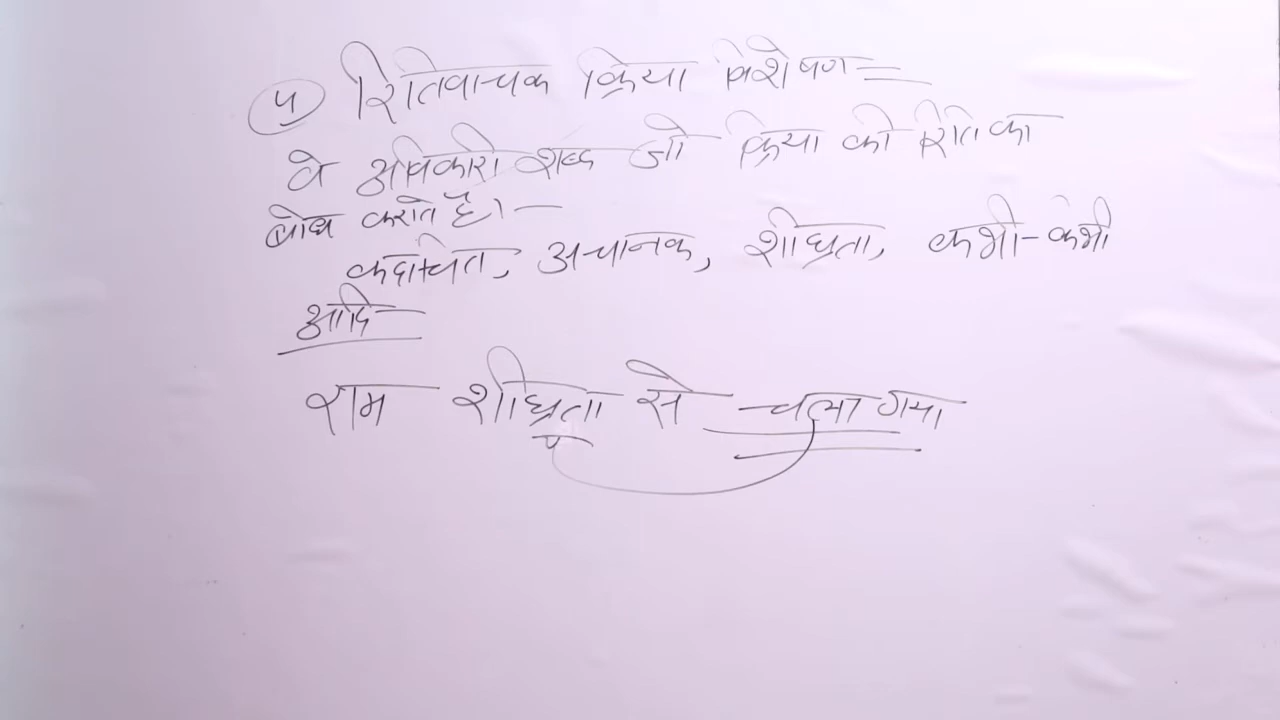 ५ रितिवाचक क्रिया विशेषण
वे अविकारी शब्द जो क्रिया की रिति का
बोध कराते है।
कदाचित, अचानक, शीघ्रता, कभी-कभी
आदि
राम शीघ्रता से चला गया